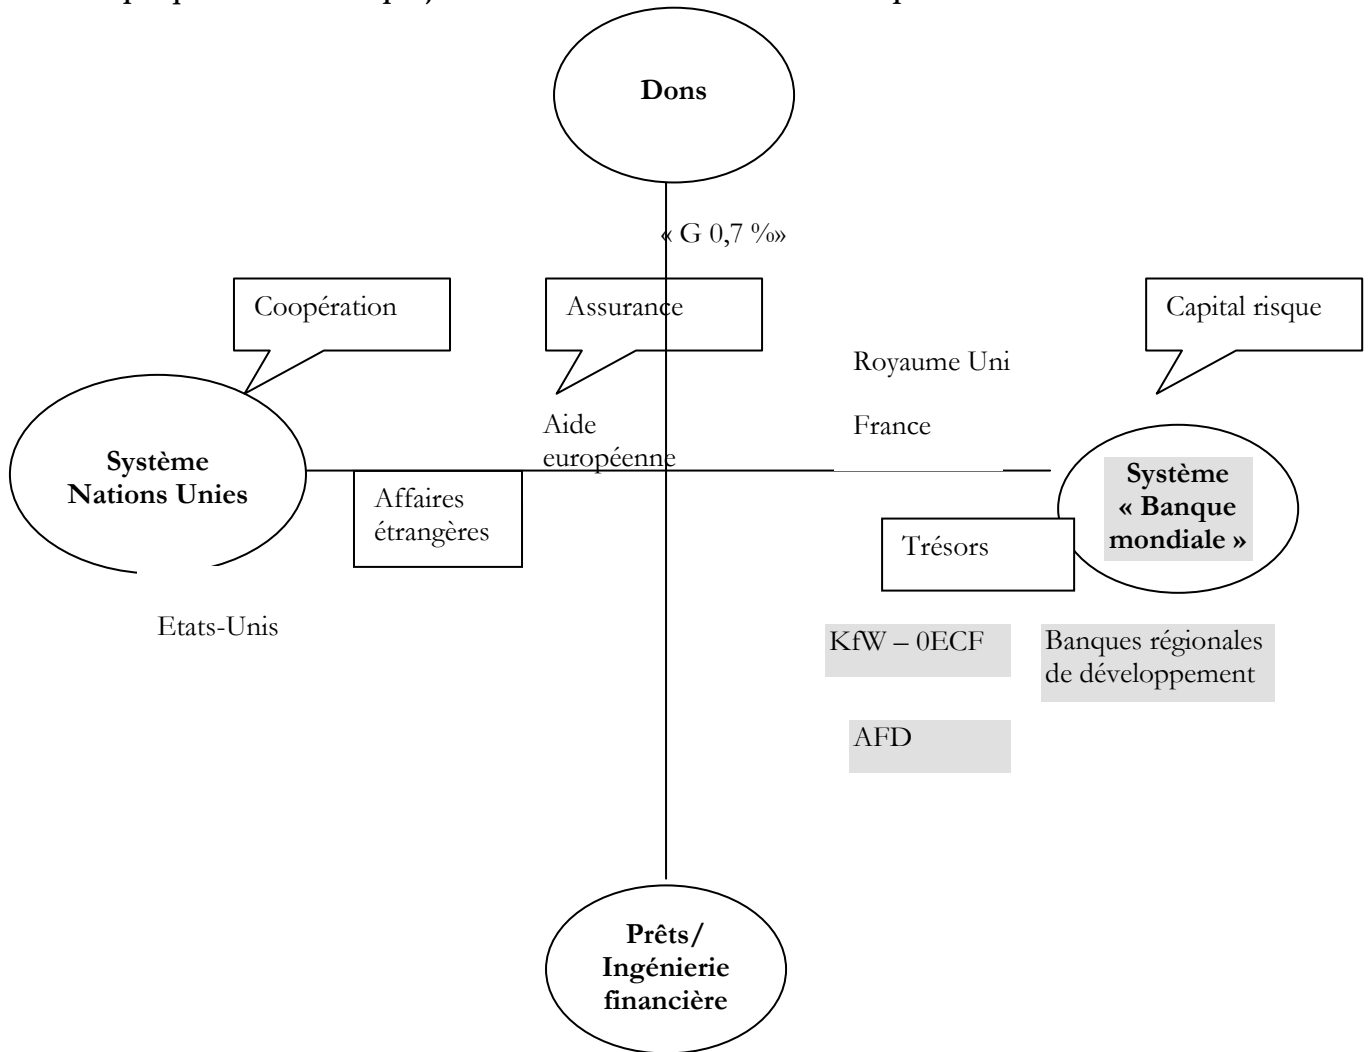 Dons
« G 0,7 %»
Coopération
Assurance
Capital risque
Royaume Uni
Aide
européenne
France
Système
Nations Unies
Affaires
étrangères
Système
« Banque
mondiale »
Trésors
Etats-Unis
KfW – 0ECF
Banques régionales
de développement
AFD
Prêts/
Ingénierie
financière